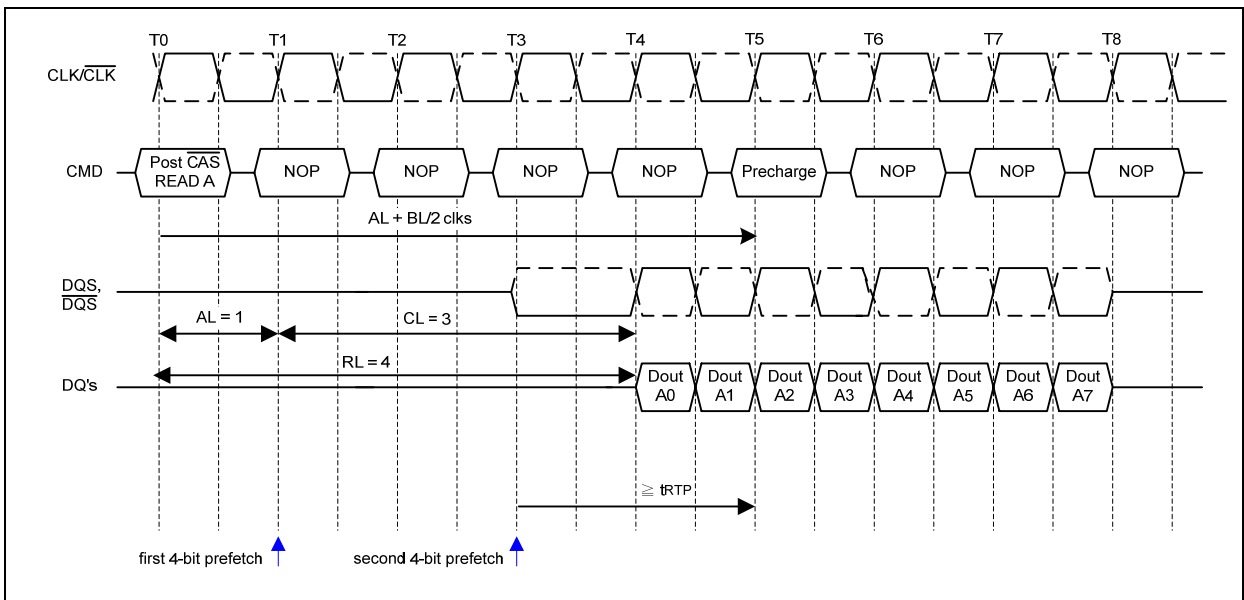 T0 T1 T2 T3 T4 T5 T6 T7 T8
CLK/C̅L̅K̅
CMD
Post C̅A̅S̅
READ A
NOP NOP NOP NOP Precharge NOP NOP NOP
AL + BL/2 clks
DQS,
D̅Q̅S̅
AL = 1
CL = 3
RL = 4
DQ's
Dout Dout Dout Dout Dout Dout Dout Dout
A0 A1 A2 A3 A4 A5 A6 A7
≧ tRTP
first 4-bit prefetch
second 4-bit prefetch